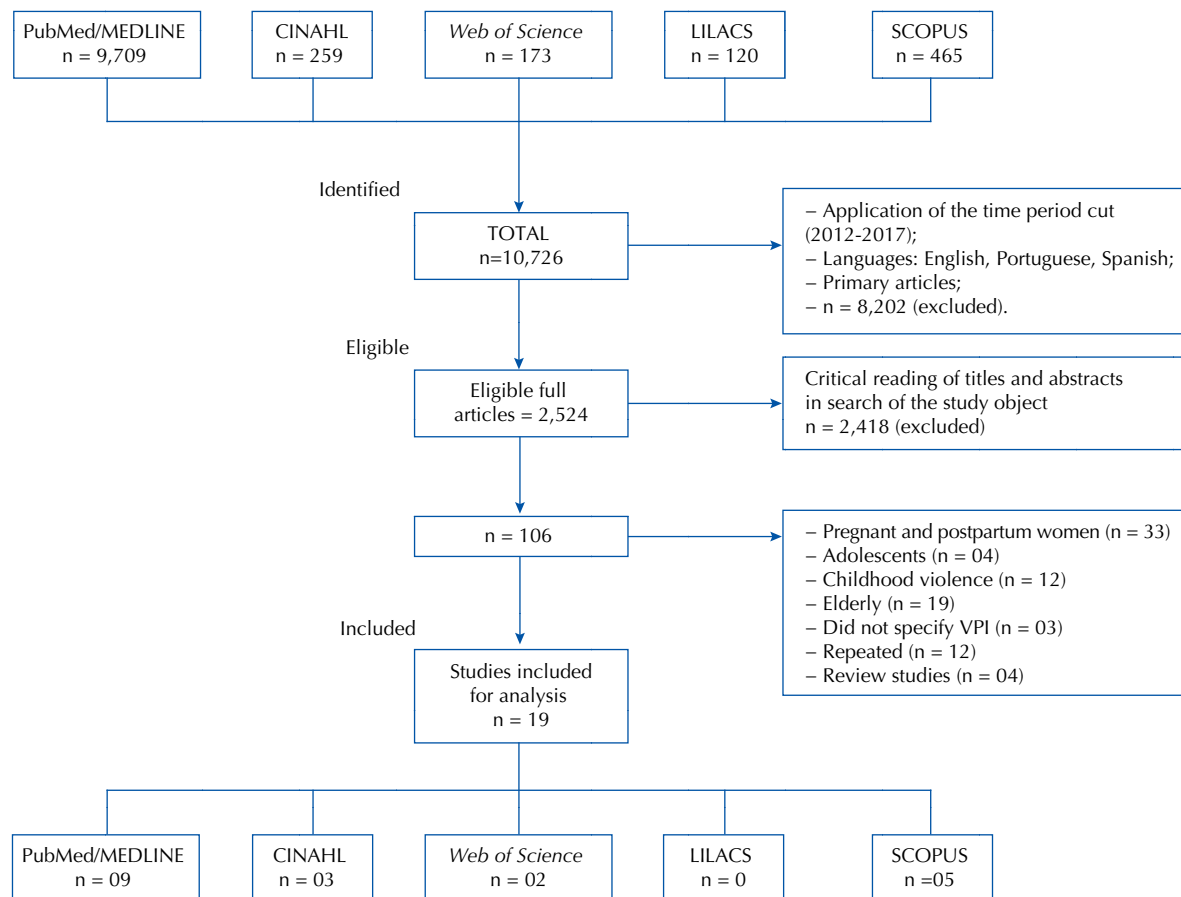 PubMed/MEDLINE
n = 9,709
CINAHL
n = 259
Web of Science
n = 173
LILACS
n = 120
SCOPUS
n = 465
Identified
TOTAL
n=10,726
– Application of the time period cut
(2012-2017);
– Languages: English, Portuguese, Spanish;
– Primary articles;
– n = 8,202 (excluded).
Eligible
Eligible full
articles = 2,524
Critical reading of titles and abstracts
in search of the study object
n = 2,418 (excluded)
n = 106
– Pregnant and postpartum women (n = 33)
– Adolescents (n = 04)
– Childhood violence (n = 12)
– Elderly (n = 19)
– Did not specify VPI (n = 03)
– Repeated (n = 12)
– Review studies (n = 04)
Included
Studies included
for analysis
n = 19
PubMed/MEDLINE
n = 09
CINAHL
n = 03
Web of Science
n = 02
LILACS
n = 0
SCOPUS
n =05